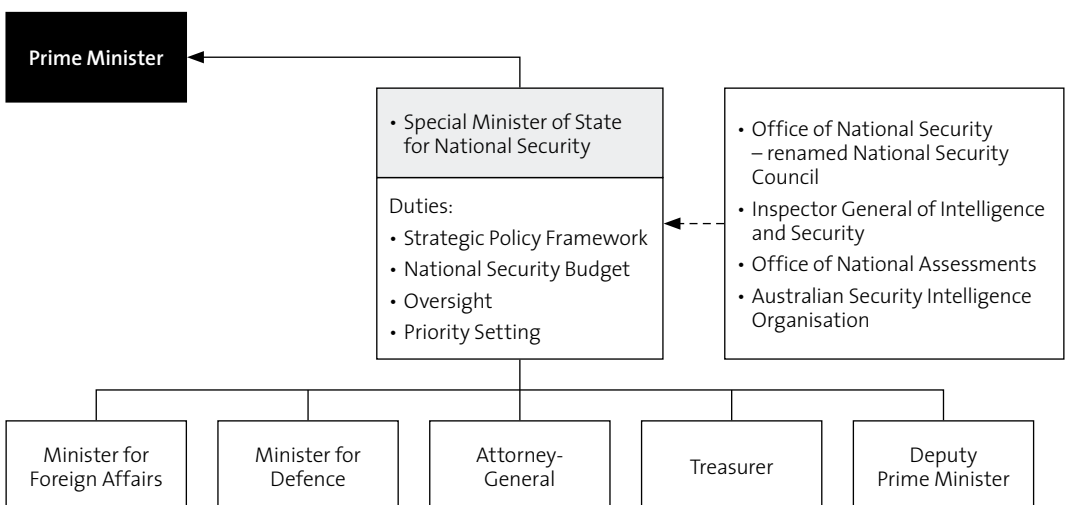 Prime Minister
• Special Minister of State
for National Security
Duties:
• Strategic Policy Framework
• National Security Budget
• Oversight
• Priority Setting
• Office of National Security
– renamed National Security
Council
• Inspector General of Intelligence
and Security
• Office of National Assessments
• Australian Security Intelligence
Organisation
Minister for
Foreign Affairs
Minister for
Defence
Attorney-
General
Treasurer
Deputy
Prime Minister